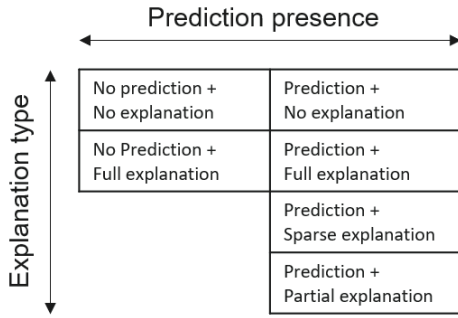 Prediction presence
Explanation type
No prediction +
No explanation
Prediction +
No explanation
No Prediction +
Full explanation
Prediction +
Full explanation
Prediction +
Sparse explanation
Prediction +
Partial explanation